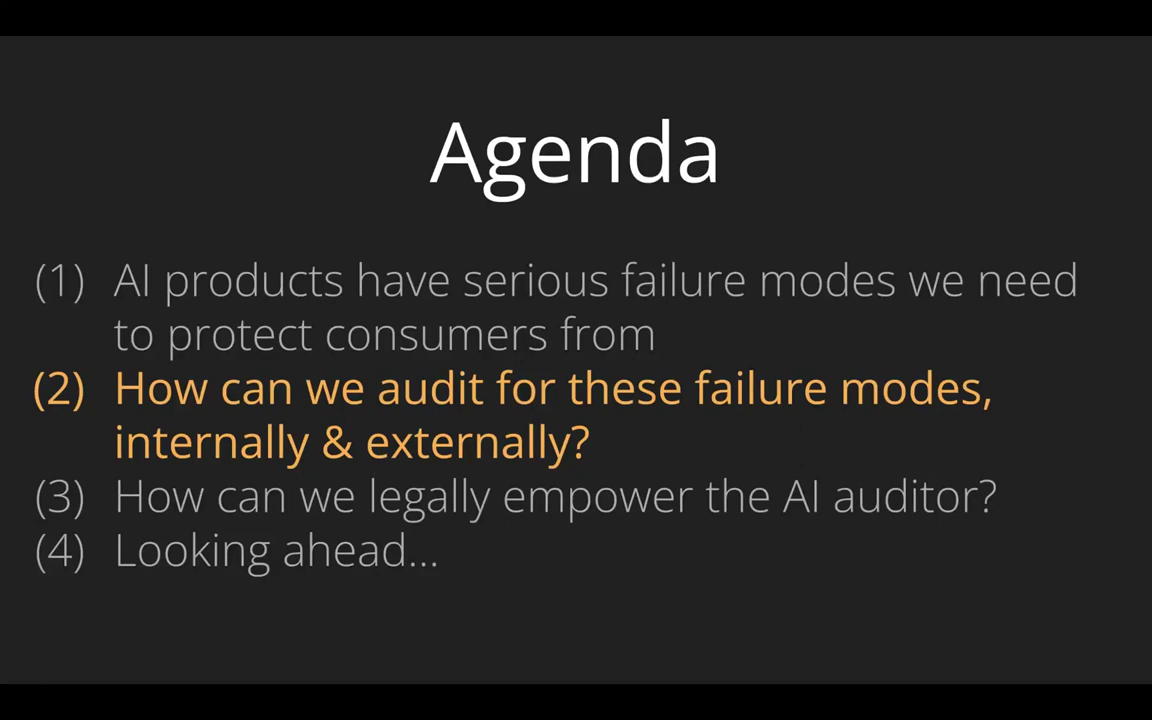 Agenda
(1) AI products have serious failure modes we need
to protect consumers from
(2) How can we audit for these failure modes,
internally & externally?
(3) How can we legally empower the AI auditor?
(4) Looking ahead...